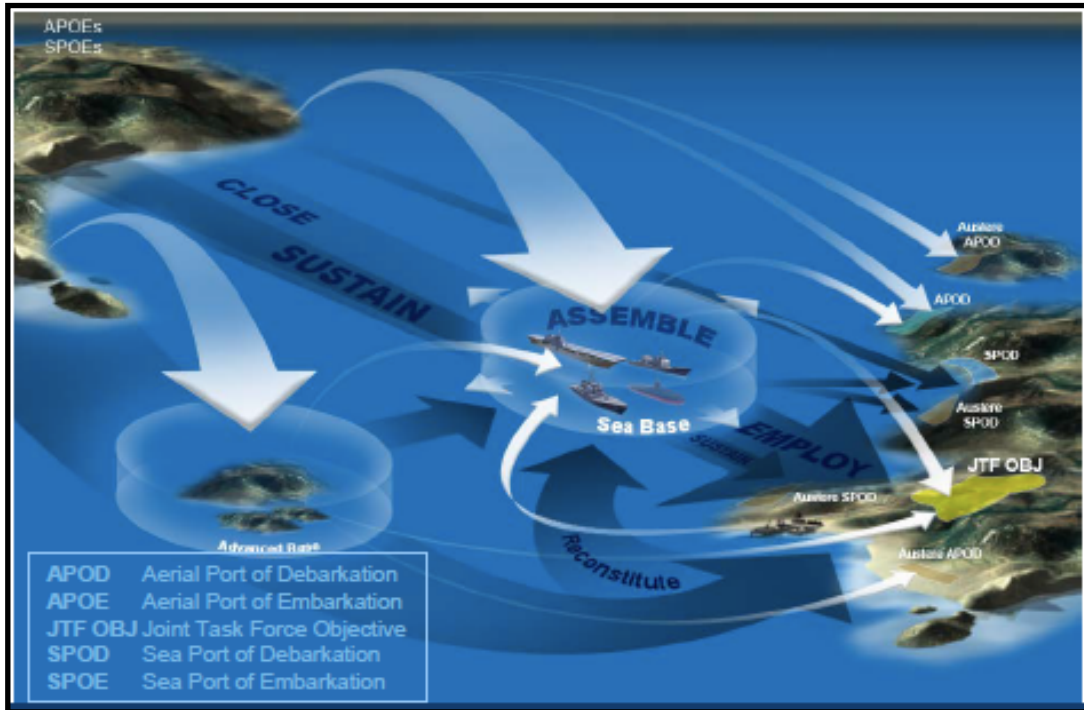 APOEs
SPOEs
CLOSE
SUSTAIN
ASSEMBLE
Sea Base
Austere
APOD
APOD
SPOD
Austere
SPOD
EMPLOY
SUSTAIN
JTF OBJ
Austere SPOD
Austere APOD
Reconstitute
Advanced Base
APOD Aerial Port of Debarkation
APOE Aerial Port of Embarkation
JTF OBJ Joint Task Force Objective
SPOD Sea Port of Debarkation
SPOE Sea Port of Embarkation